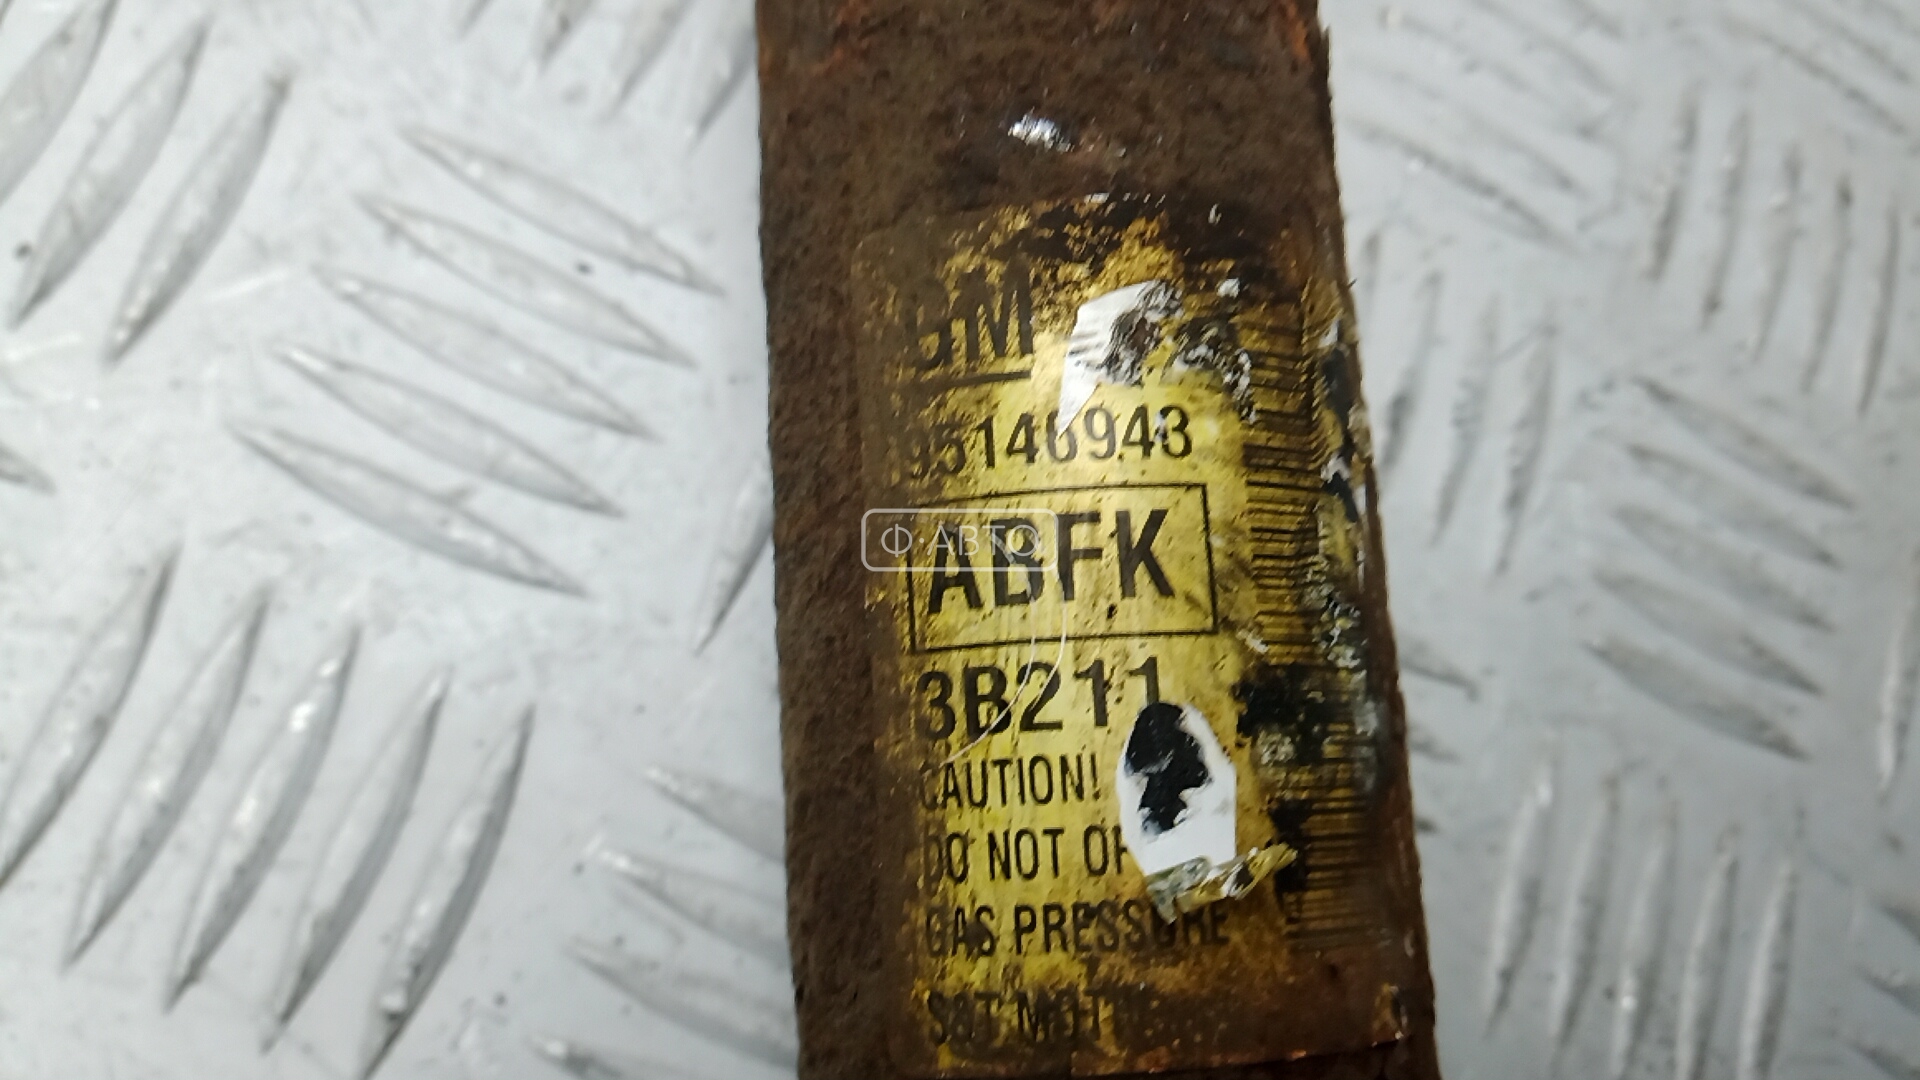 GM
95146943
ABFK
Ф·АВТО
3B211
CAUTION!
DO NOT
GAS PRESSURE
S&T